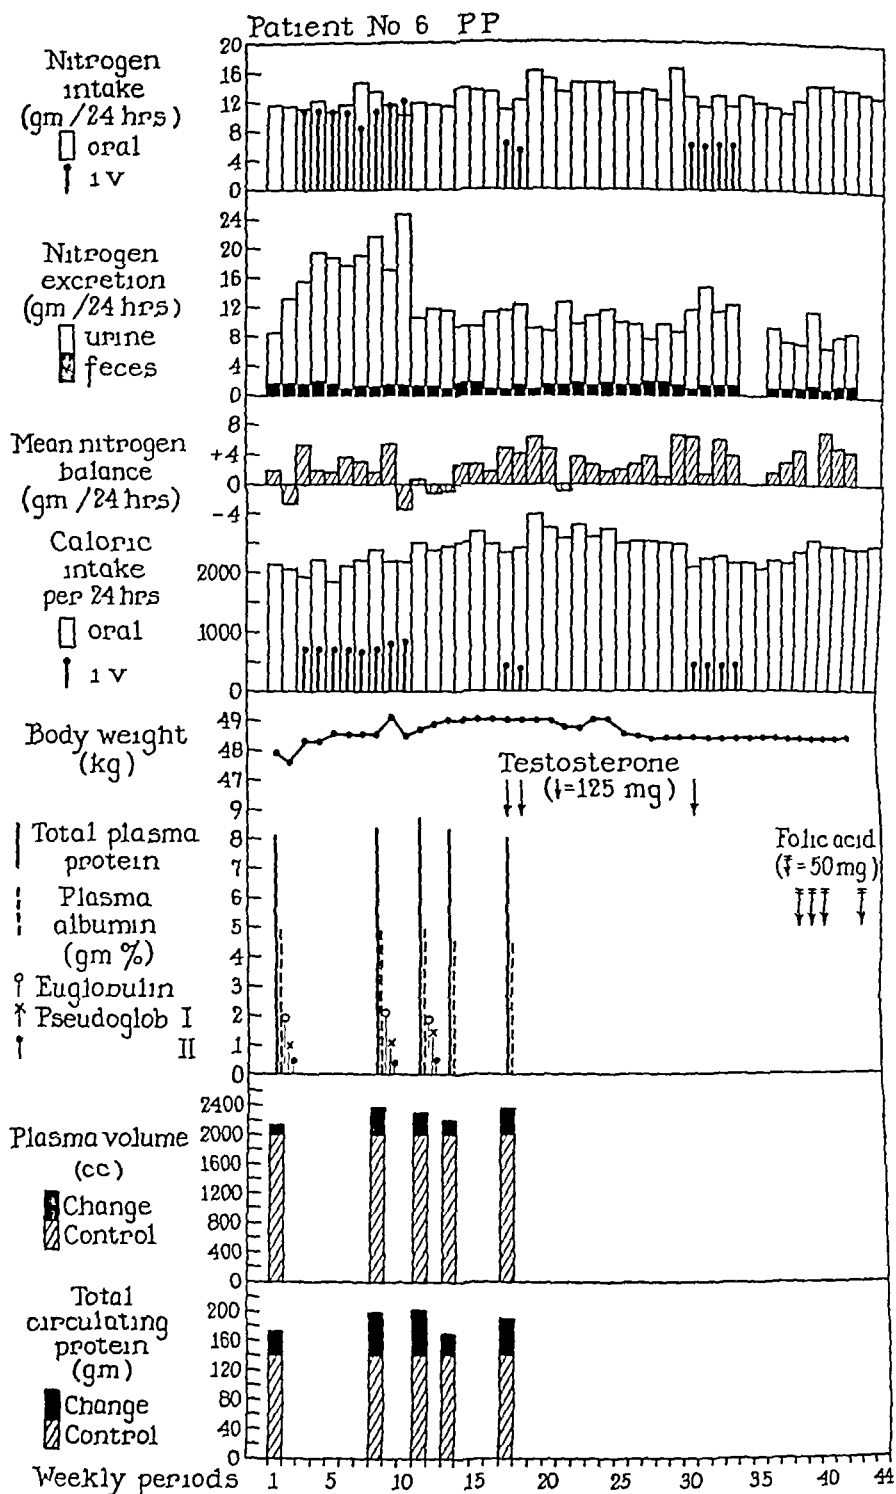 Patient No 6 PP
Nitrogen
intake
(gm/24 hrs)
oral
1 V
20
16
12
8
4
0
Nitrogen
excretion
(gm/24 hrs)
urine
feces
24
20
16
12
8
4
0
Mean nitrogen
balance
(gm/24 hrs)
8
+4
0
-4
Caloric
intake
per 24 hrs
oral
1 V
2000
1000
0
Body weight
(kg)
49
48
47
Testosterone
(↓=125 mg)
Folic acid
(↧=50 mg)
Total plasma
protein
Plasma
albumin
(gm %)
Euglobulin
Pseudoglob I
II
9
8
7
6
5
4
3
2
1
0
Plasma volume
(cc)
Change
Control
2400
2000
1600
1200
800
400
0
Total
circulating
protein
(gm)
Change
Control
200
160
120
80
40
0
Weekly periods 1 5 10 15 20 25 30 35 40 44